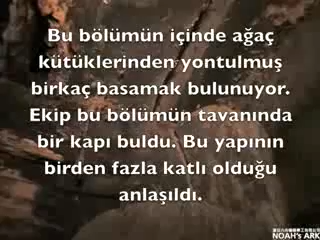 Bu bölümün içinde ağaç
kütüklerinden yontulmuş
birkaç basamak bulunuyor.
Ekip bu bölümün tavanında
bir kapı buldu. Bu yapının
birden fazla katlı olduğu
anlaşıldı.
NOAH's ARK